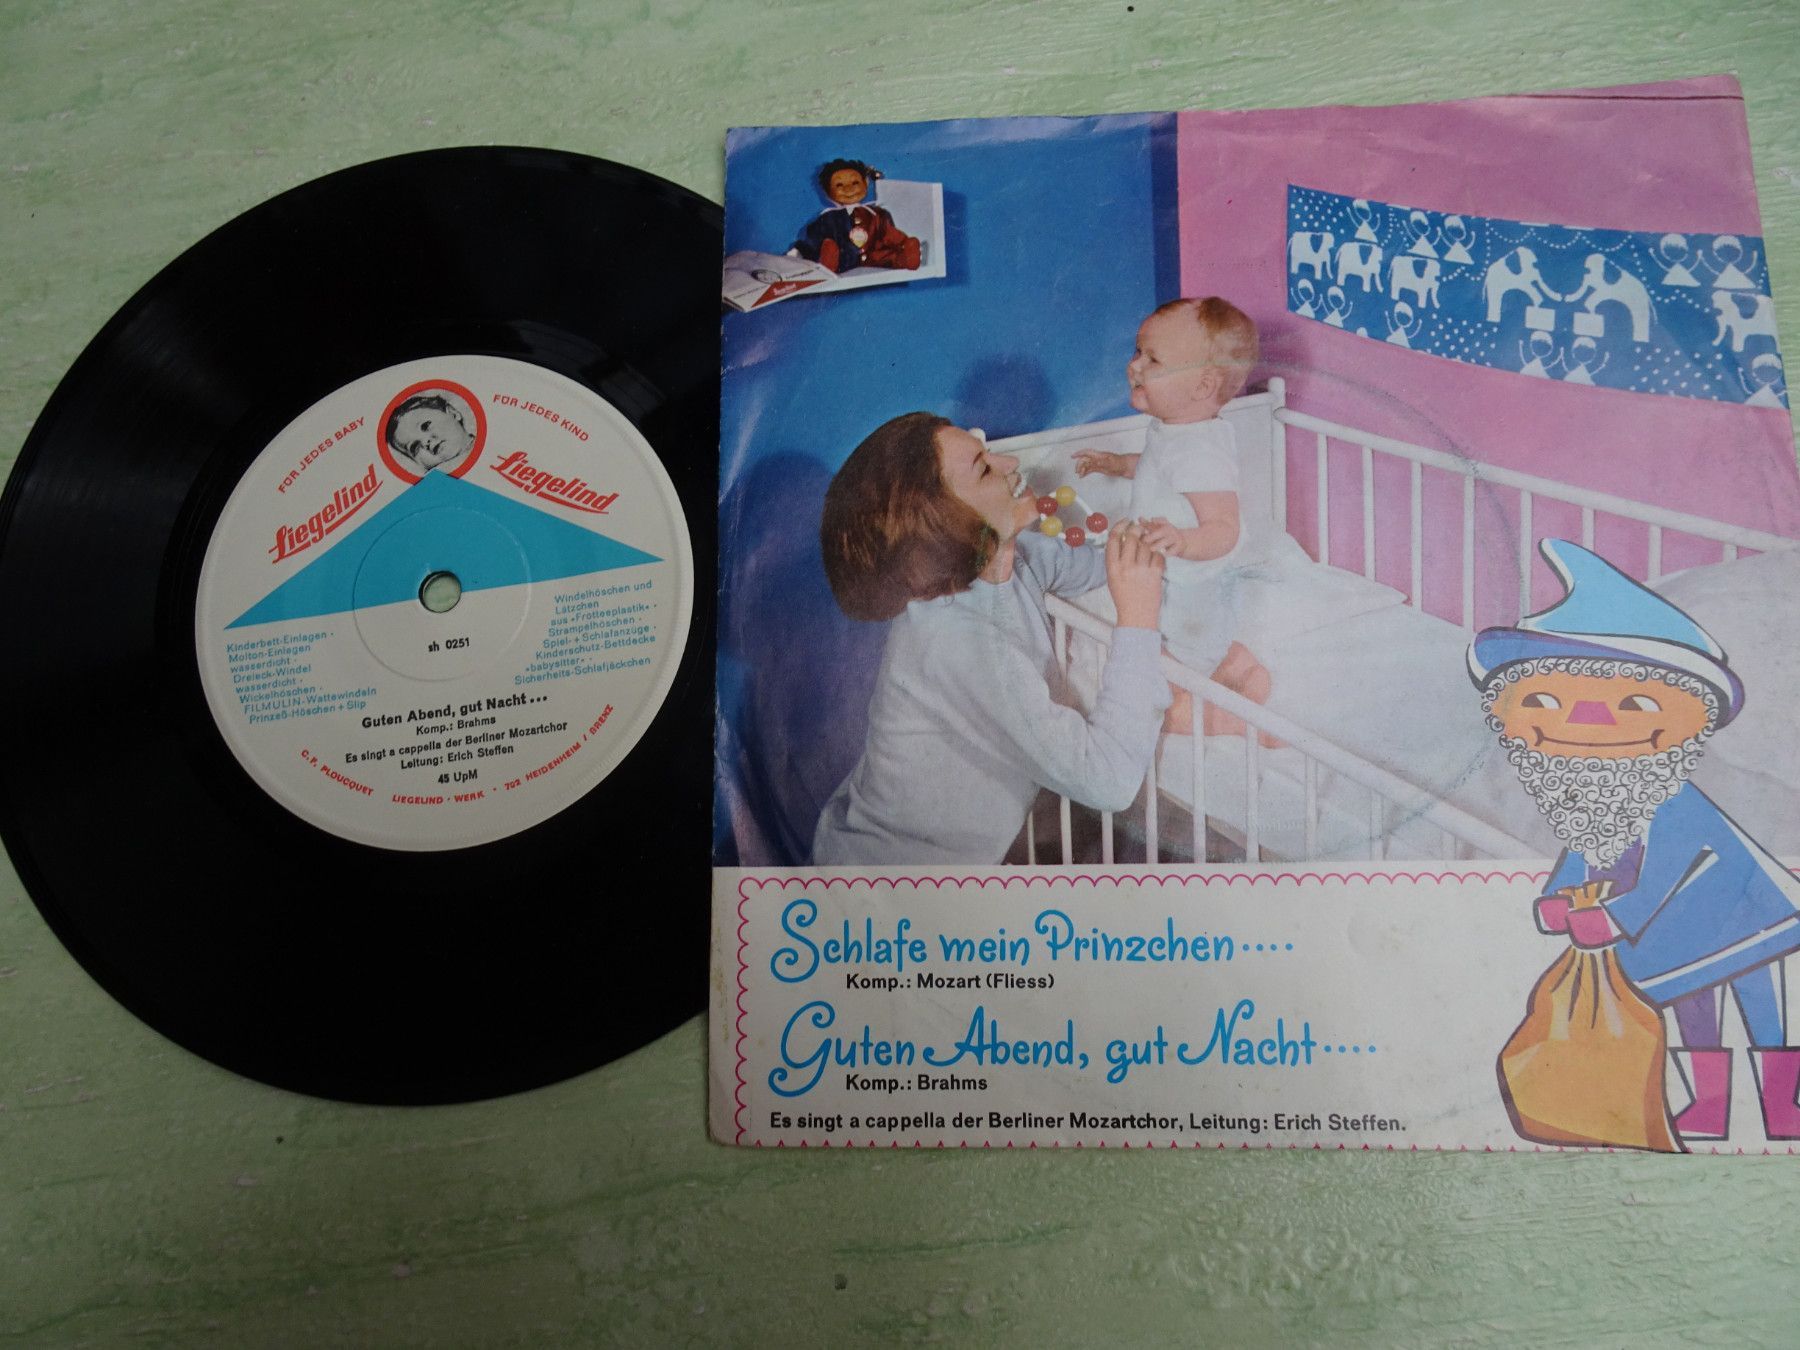 FÜR JEDES BABY
FÜR JEDES KIND
Liegelind
Liegelind
Kinderbett-Einlagen ·
Molton-Einlagen
wasserdicht ·
Dreieck-Windel
wasserdicht ·
Wickelhöschen ·
FILMULIN-Wattewindeln
Prinzeß-Höschen + Slip
Windelhöschen und
Lätzchen
aus »Frotteeplastik« ·
Strampelhöschen ·
Spiel- + Schlafanzüge ·
Kinderschutz-Bettdecke
»babysitter« ·
Sicherheits-Schlafjäckchen
sh 0251
Guten Abend, gut Nacht ...
Komp.: Brahms
Es singt a cappella der Berliner Mozartchor
Leitung: Erich Steffen
45 UpM
C. F. PLOUCQUET LIEGELIND-WERK · 792 HEIDENHEIM / BRENZ
Schlafe mein Prinzchen ....
Komp.: Mozart (Fliess)
Guten Abend, gut Nacht ....
Komp.: Brahms
Es singt a cappella der Berliner Mozartchor, Leitung: Erich Steffen.